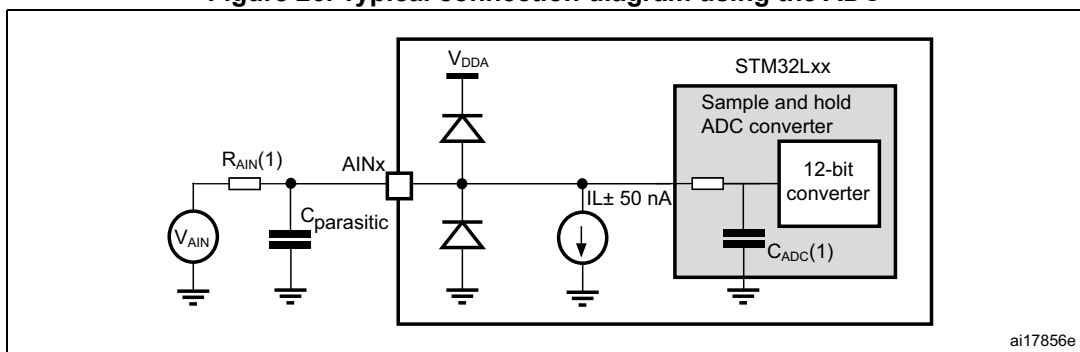 Figure 26. Typical connection diagram using the ADC
VDDA
STM32Lxx
Sample and hold
ADC converter
RAIN(1)
AINx
12-bit
converter
IL± 50 nA
Cparasitic
VAIN
CADC(1)
ai17856e